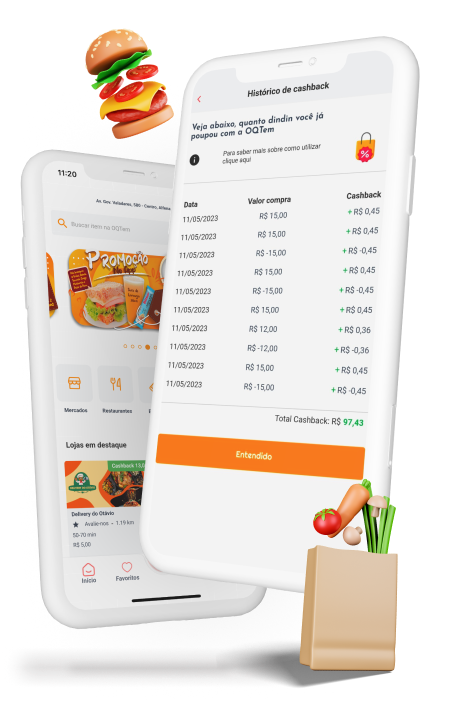 Histórico de cashback
Veja abaixo, quanto dindin você já
poupou com a OQTem
Para saber mais sobre como utilizar
clique aqui
Data Valor compra Cashback
11/05/2023 R$ 15,00 + R$ 0,45
11/05/2023 R$ 15,00 + R$ 0,45
11/05/2023 R$ -15,00 + R$ -0,45
11/05/2023 R$ 15,00 + R$ 0,45
11/05/2023 R$ -15,00 + R$ -0,45
11/05/2023 R$ 15,00 + R$ 0,45
11/05/2023 R$ 12,00 + R$ 0,36
11/05/2023 R$ -12,00 + R$ -0,36
11/05/2023 R$ 15,00 + R$ 0,45
11/05/2023 R$ -15,00 + R$ -0,45
Total Cashback: R$ 97,43
Entendido
11:20
Av. Gov. Valadares, 580 - Centro,
Buscar item na OQTem
Promoção
Mercados Restaurantes
Lojas em destaque
Cashback
Delivery do Otávio
Avalie-nos • 1.19 km
50-70 min
R$ 5,00
Início Favoritos